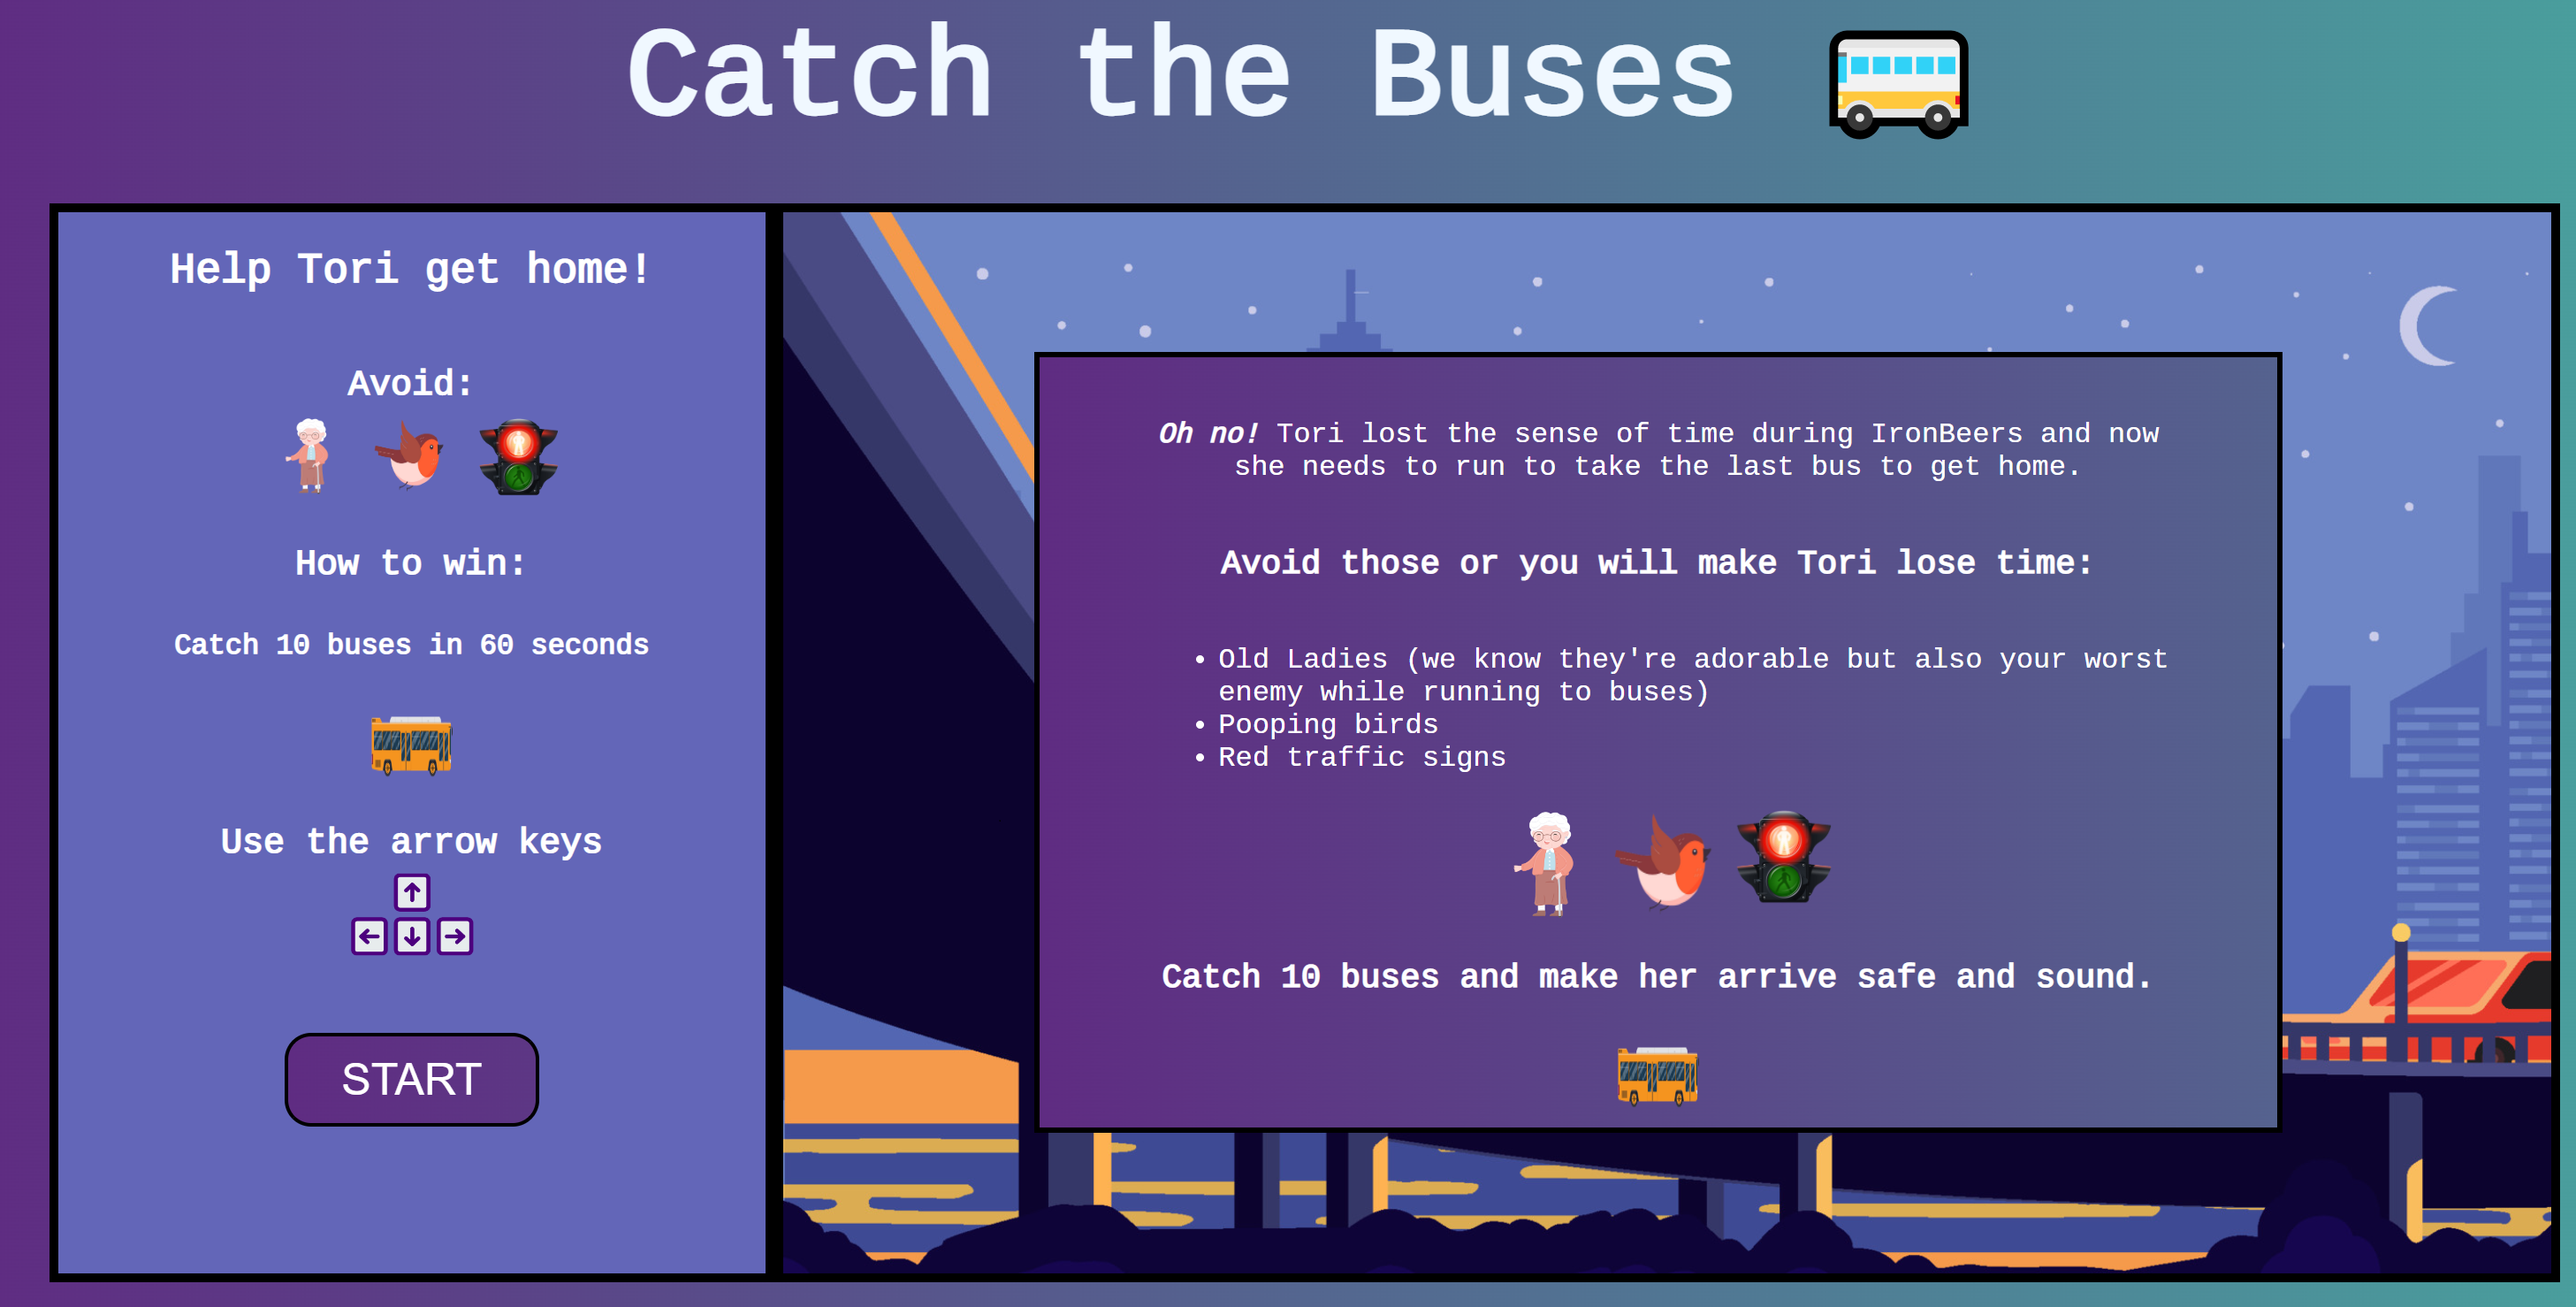 Catch the Buses
Help Tori get home!
Avoid:
How to win:
Catch 10 buses in 60 seconds
Use the arrow keys
START
Oh no! Tori lost the sense of time during IronBeers and now
she needs to run to take the last bus to get home.
Avoid those or you will make Tori lose time:
• Old Ladies (we know they're adorable but also your worst
enemy while running to buses)
• Pooping birds
• Red traffic signs
Catch 10 buses and make her arrive safe and sound.